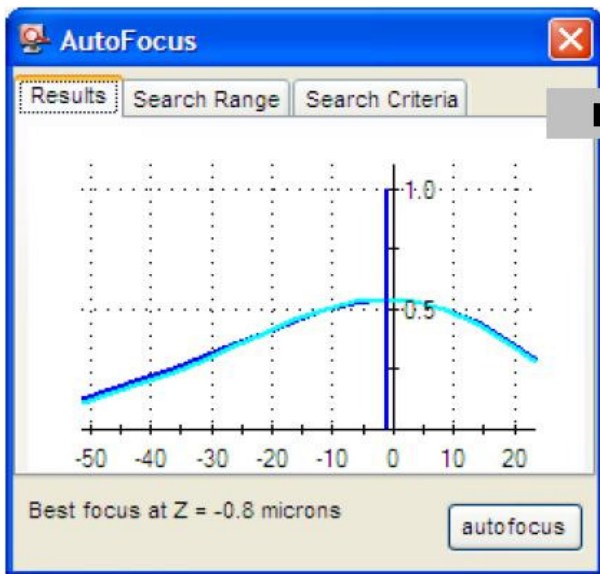 AutoFocus
Results Search Range Search Criteria
1.0
0.5
-50 -40 -30 -20 -10 0 10 20
Best focus at Z = -0.8 microns
autofocus